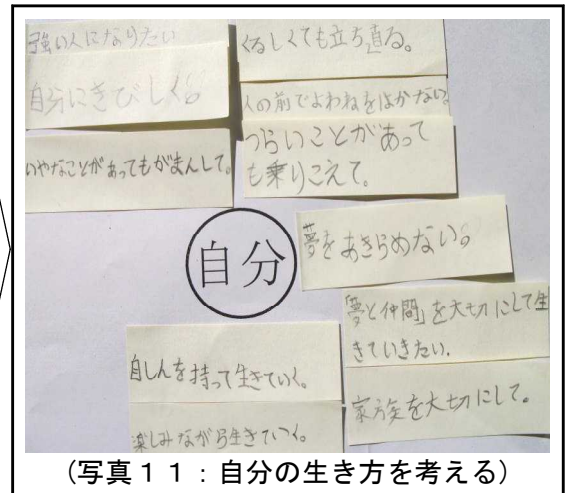 強い人になりたい
自分にきびしく。
いやなことがあってもがまんして。
くるしくても立ち直る。
人の前でよわねをはかない。
つらいことがあって
も乗りこえて。
自分
夢をあきらめない。
「夢と仲間」を大切にして生
きていきたい.
家族を大切にして。
自しんを持って生きていく。
楽しみながら生きていく。
(写真11:自分の生き方を考える)